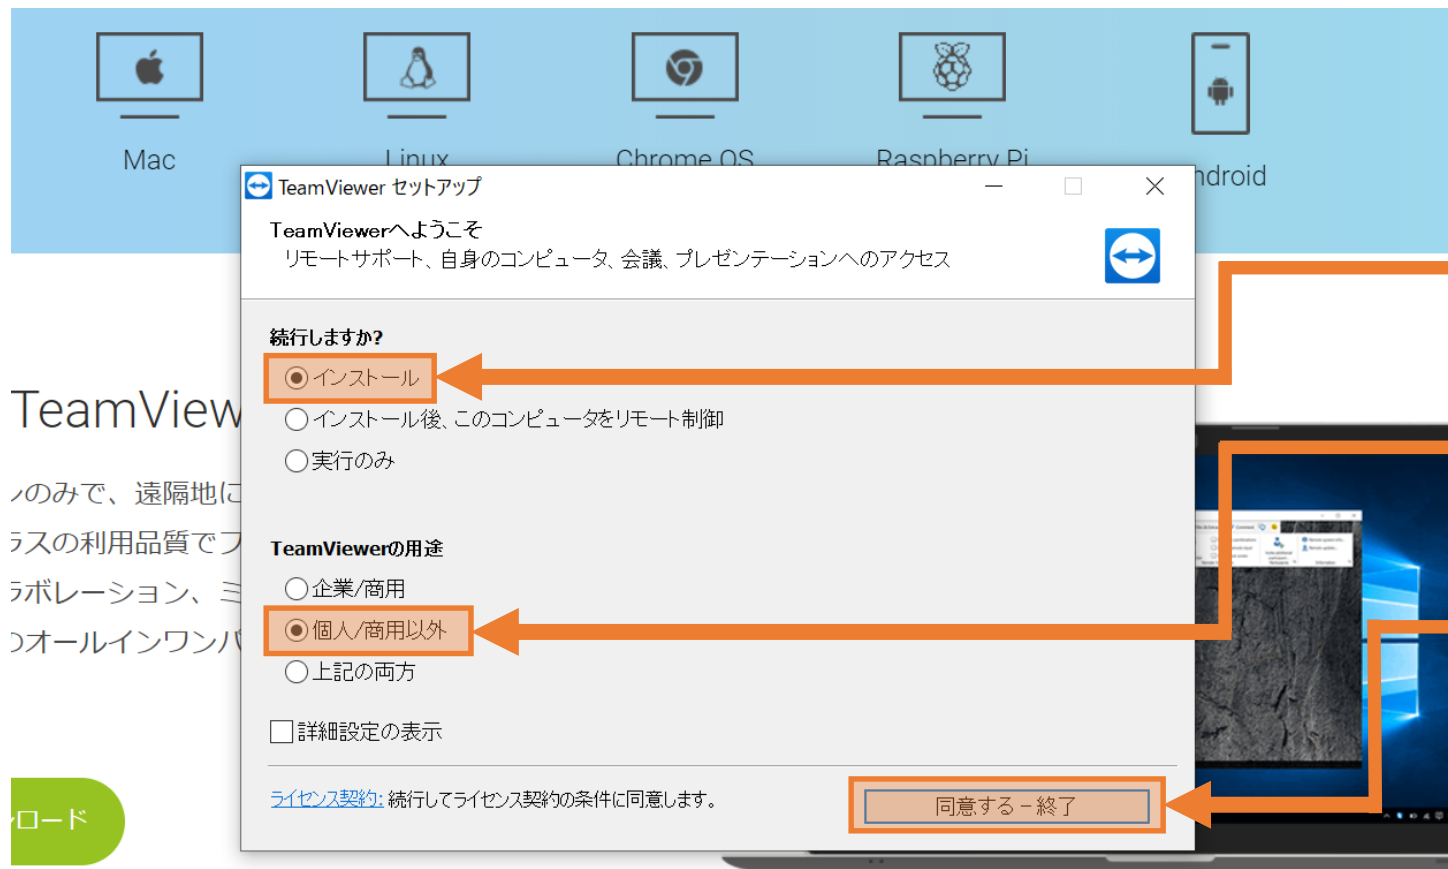 Mac
Linux
Chrome OS
Raspberry Pi
ndroid
TeamViewer セットアップ
TeamViewerへようこそ
リモートサポート、自身のコンピュータ、会議、プレゼンテーションへのアクセス
続行しますか?
インストール
インストール後、このコンピュータをリモート制御
実行のみ
TeamViewerの用途
企業/商用
個人/商用以外
上記の両方
詳細設定の表示
ライセンス契約: 続行してライセンス契約の条件に同意します。
同意する – 終了
TeamView
ンのみで、遠隔地に
ラスの利用品質でフ
ラボレーション、ミ
のオールインワンパ
ンロード